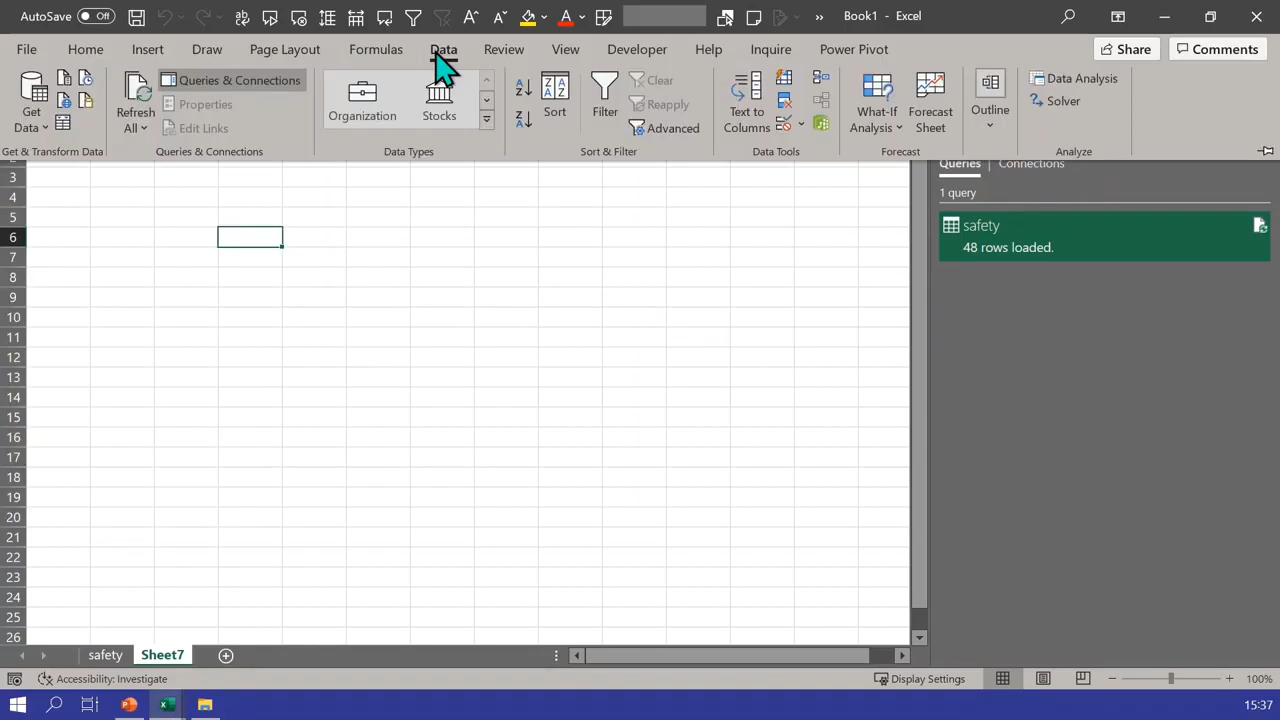 AutoSave Off Book1 - Excel
File Home Insert Draw Page Layout Formulas Data Review View Developer Help Inquire Power Pivot Share Comments
Get
Data
Refresh
All
Queries & Connections
Properties
Edit Links
Organization
Stocks
Sort
Filter
Clear
Reapply
Advanced
Text to
Columns
What-If
Analysis
Forecast
Sheet
Outline
Data Analysis
Solver
Get & Transform Data Queries & Connections Data Types Sort & Filter Data Tools Forecast Analyze
Queries | Connections
1 query
safety
48 rows loaded.
3
4
5
6
7
8
9
10
11
12
13
14
15
16
17
18
19
20
21
22
23
24
25
26
safety Sheet7
Accessibility: Investigate Display Settings 100%
15:37